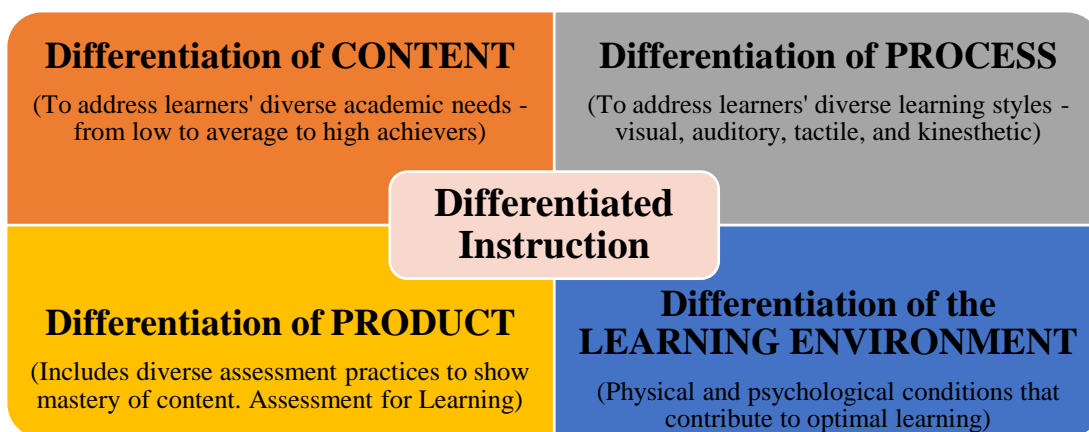 Differentiation of CONTENT
(To address learners' diverse academic needs -
from low to average to high achievers)
Differentiation of PROCESS
(To address learners' diverse learning styles -
visual, auditory, tactile, and kinesthetic)
Differentiated
Instruction
Differentiation of PRODUCT
(Includes diverse assessment practices to show
mastery of content. Assessment for Learning)
Differentiation of the
LEARNING ENVIRONMENT
(Physical and psychological conditions that
contribute to optimal learning)